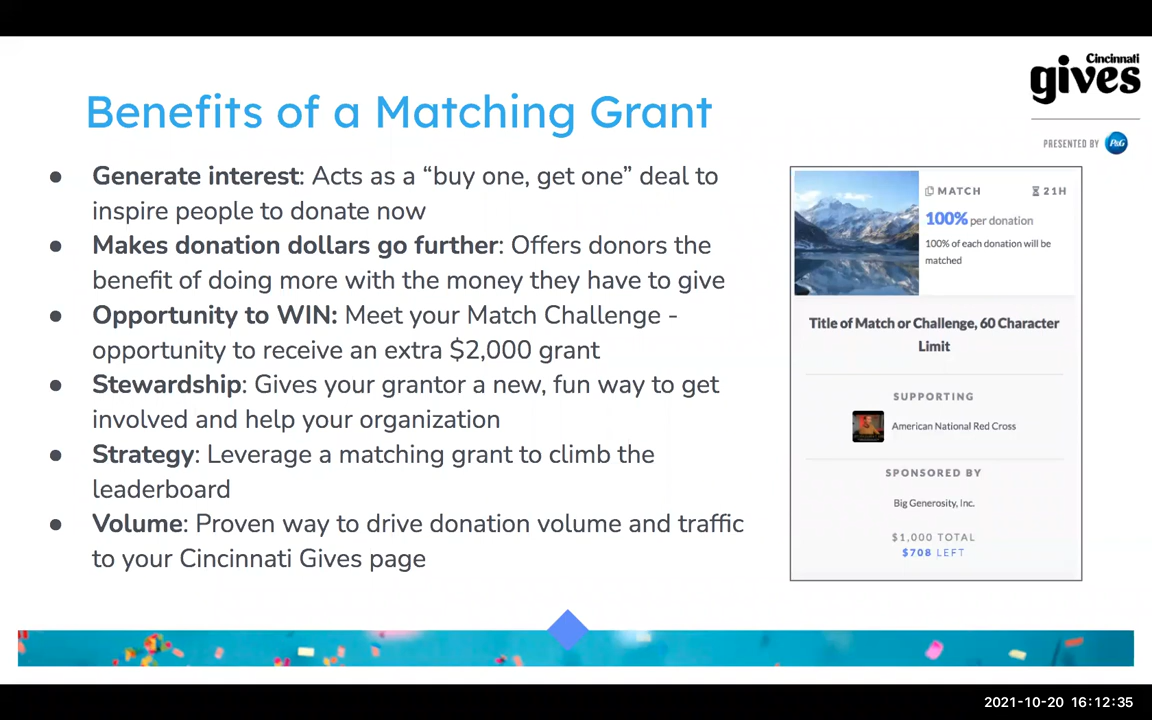 Cincinnati
gives
PRESENTED BY P&G
Benefits of a Matching Grant
● Generate interest: Acts as a “buy one, get one” deal to
inspire people to donate now
● Makes donation dollars go further: Offers donors the
benefit of doing more with the money they have to give
● Opportunity to WIN: Meet your Match Challenge -
opportunity to receive an extra $2,000 grant
● Stewardship: Gives your grantor a new, fun way to get
involved and help your organization
● Strategy: Leverage a matching grant to climb the
leaderboard
● Volume: Proven way to drive donation volume and traffic
to your Cincinnati Gives page
MATCH 21H
100% per donation
100% of each donation will be
matched
Title of Match or Challenge, 60 Character
Limit
SUPPORTING
American National Red Cross
SPONSORED BY
Big Generosity, Inc.
$1,000 TOTAL
$708 LEFT
2021-10-20 16:12:35